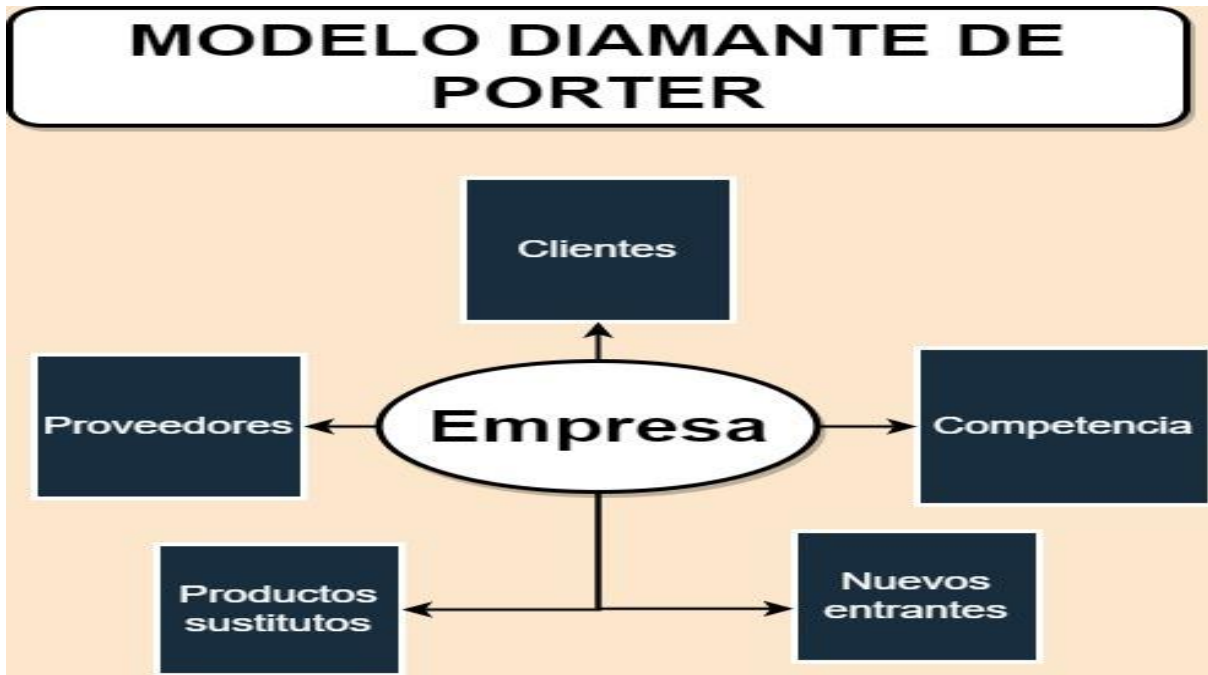 MODELO DIAMANTE DE
PORTER
Clientes
Proveedores
Empresa
Competencia
Productos
sustitutos
Nuevos
entrantes